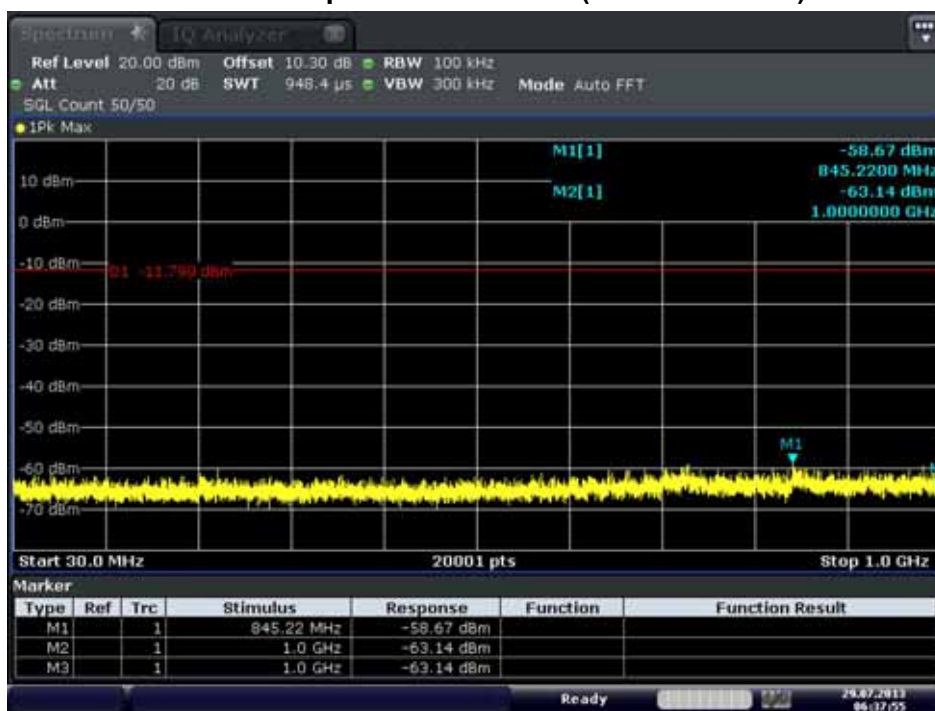 Spectrum IQ Analyzer
Ref Level 20.00 dBm Offset 10.30 dB RBW 100 kHz
Att 20 dB SWT 948.4 µs VBW 300 kHz Mode Auto FFT
SGL Count 50/50
1Pk Max
M1[1] -58.67 dBm
845.2200 MHz
10 dBm
M2[1] -63.14 dBm
1.0000000 GHz
0 dBm
-10 dBm
D1 -11.790 dBm
-20 dBm
-30 dBm
-40 dBm
-50 dBm
M1
-60 dBm
-70 dBm
Start 30.0 MHz 20001 pts Stop 1.0 GHz
Marker
Type Ref Trc Stimulus Response Function Function Result
M1 1 845.22 MHz -58.67 dBm
M2 1 1.0 GHz -63.14 dBm
M3 1 1.0 GHz -63.14 dBm
Ready 29.07.2013
06:37:55